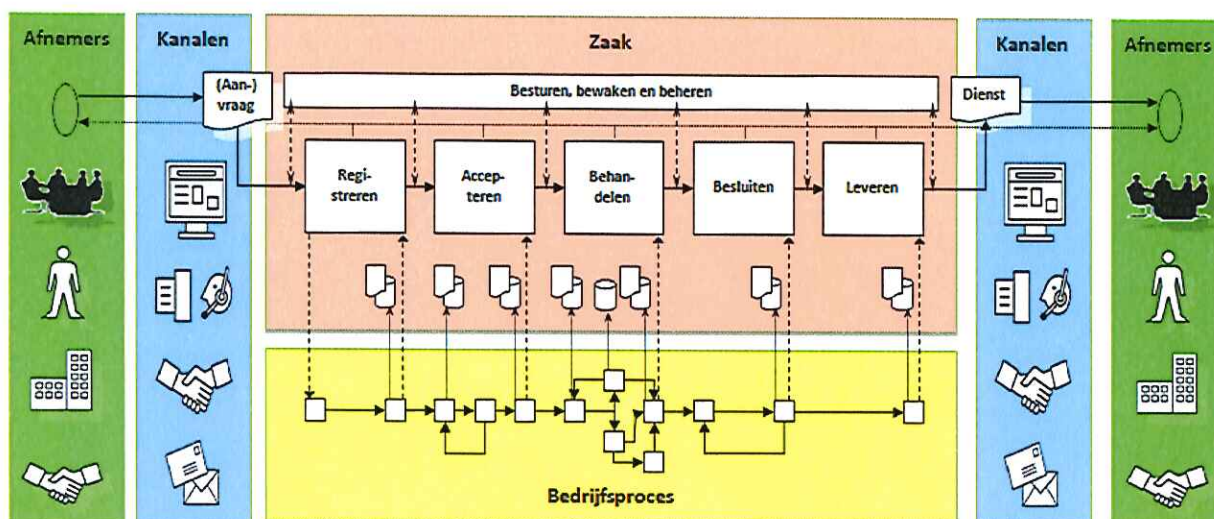 Afnemers
Kanalen
Zaak
Kanalen
Afnemers
(Aan-)
vraag
Besturen, bewaken en beheren
Dienst
Regi-
streren
Accep-
teren
Behan-
delen
Besluiten
Leveren
Bedrijfsproces